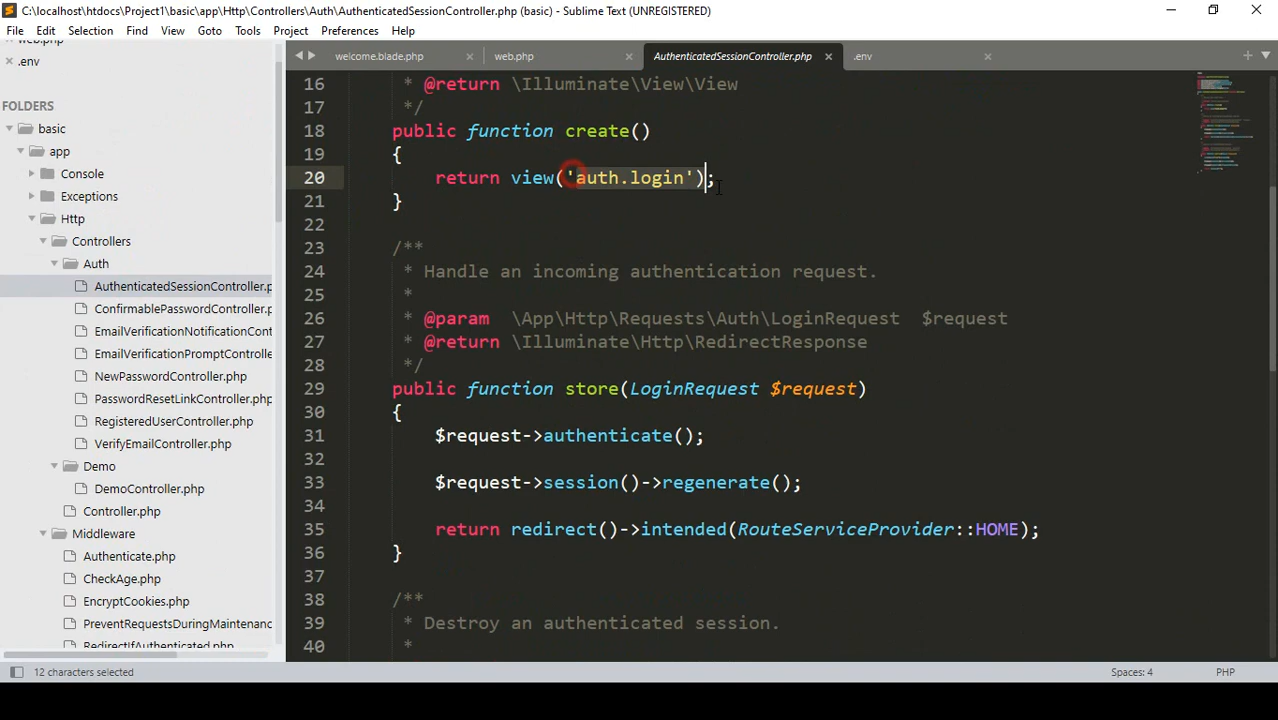 C:\localhost\htdocs\Project1\basic\app\Http\Controllers\Auth\AuthenticatedSessionController.php (basic) - Sublime Text (UNREGISTERED)
File Edit Selection Find View Goto Tools Project Preferences Help
web.php
.env
FOLDERS
basic
app
Console
Exceptions
Http
Controllers
Auth
AuthenticatedSessionController.p
ConfirmablePasswordController.
EmailVerificationNotificationCont
EmailVerificationPromptControlle
NewPasswordController.php
PasswordResetLinkController.php
RegisteredUserController.php
VerifyEmailController.php
Demo
DemoController.php
Controller.php
Middleware
Authenticate.php
CheckAge.php
EncryptCookies.php
PreventRequestsDuringMaintenanc
RedirectIfAuthenticated.php
welcome.blade.php web.php AuthenticatedSessionController.php .env
16 * @return \Illuminate\View\View
17 */
18 public function create()
19 {
20 return view('auth.login');
21 }
22
23 /**
24 * Handle an incoming authentication request.
25 *
26 * @param \App\Http\Requests\Auth\LoginRequest $request
27 * @return \Illuminate\Http\RedirectResponse
28 */
29 public function store(LoginRequest $request)
30 {
31 $request->authenticate();
32
33 $request->session()->regenerate();
34
35 return redirect()->intended(RouteServiceProvider::HOME);
36 }
37
38 /**
39 * Destroy an authenticated session.
40 *
12 characters selected Spaces: 4 PHP